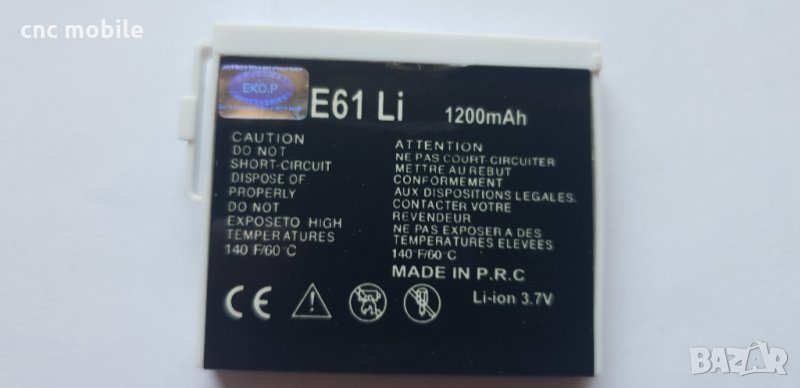 cnc mobile
EKO.P
E61 Li
1200mAh
CAUTION
DO NOT
SHORT-CIRCUIT
DISPOSE OF
PROPERLY
DO NOT
EXPOSETO HIGH
TEMPERATURES
140 F/60°C
ATTENTION
NE PAS COURT-CIRCUITER
METTRE AU REBUT
CONFORMEMENT
AUX DISPOSITIONS LEGALES.
CONTACTER VOTRE
REVENDEUR
NE PAS EXPOSER A DES
TEMPERATURES ELEVEES
140°F/60°C
MADE IN P.R.C
CE
Li-ion 3.7V
BAZAR